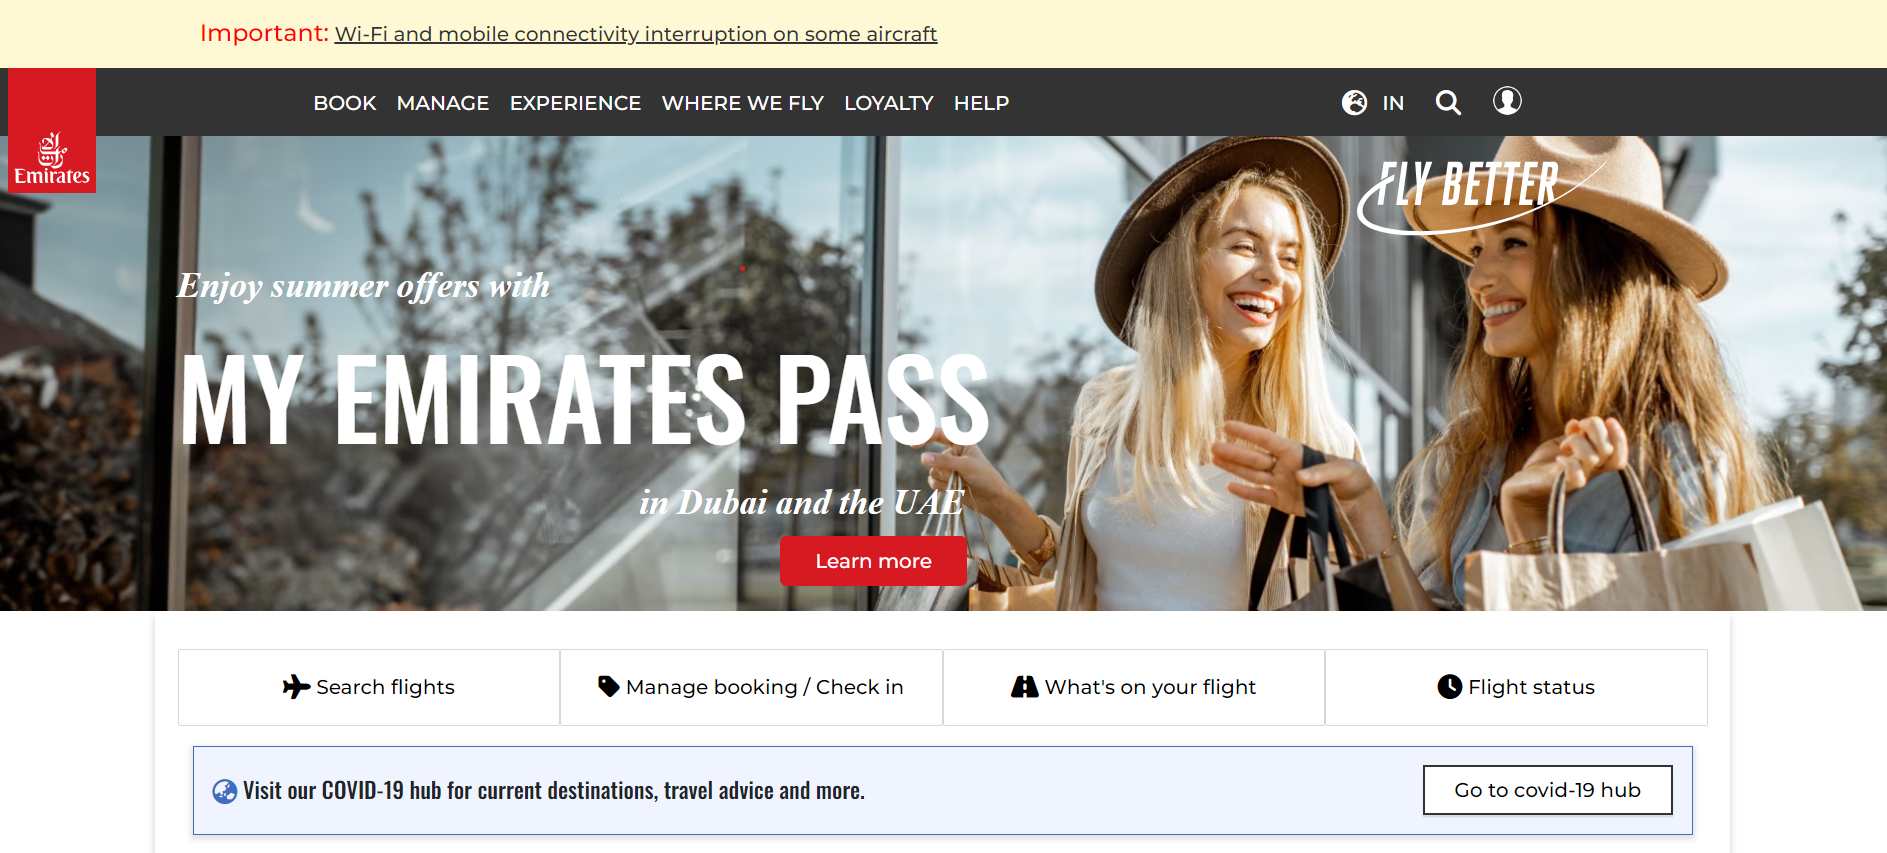 Important: Wi-Fi and mobile connectivity interruption on some aircraft
BOOK MANAGE EXPERIENCE WHERE WE FLY LOYALTY HELP IN
Emirates
FLY BETTER
Enjoy summer offers with
MY EMIRATES PASS
in Dubai and the UAE
Learn more
Search flights
Manage booking / Check in
What's on your flight
Flight status
Visit our COVID-19 hub for current destinations, travel advice and more.
Go to covid-19 hub